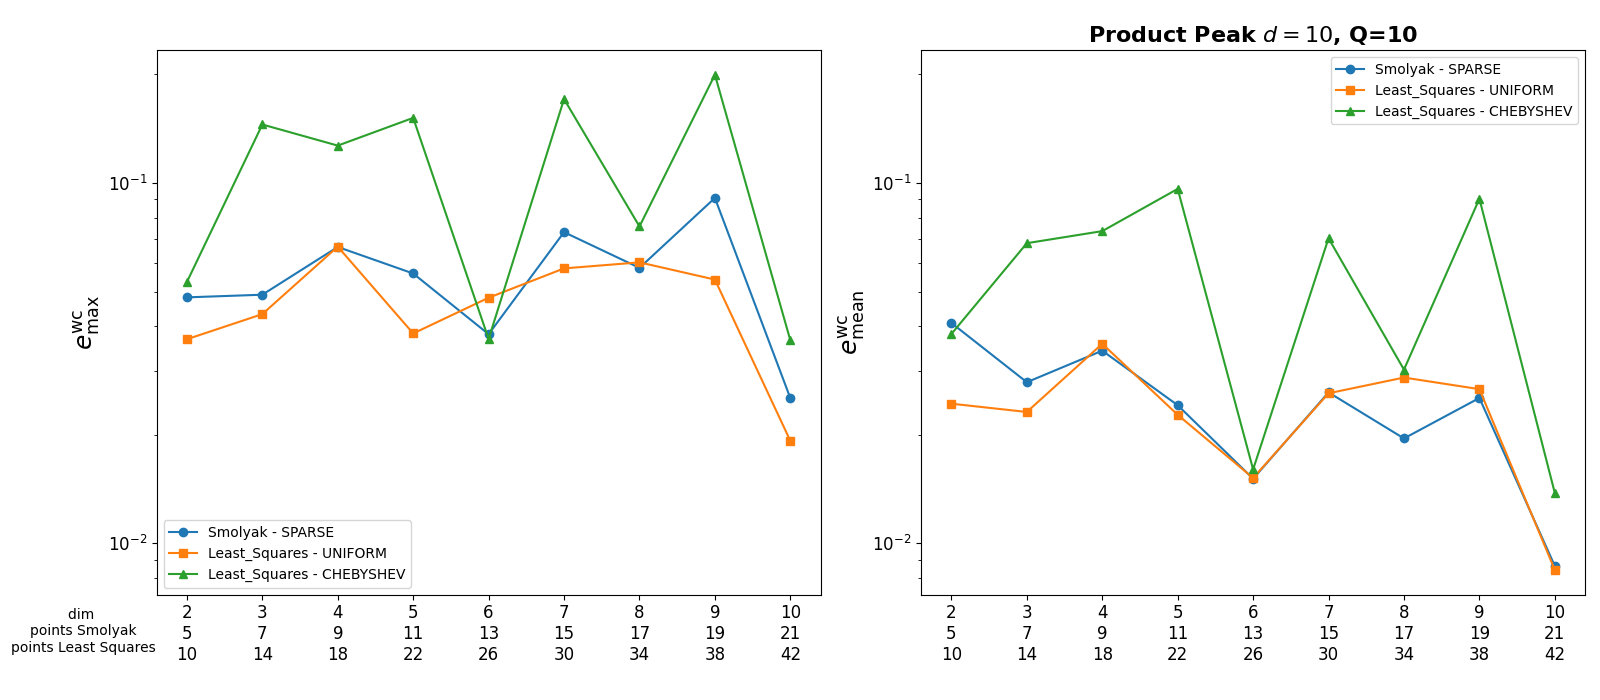 Product Peak d = 10, Q=10
10⁻¹
10⁻²
e^wc_max
Smolyak - SPARSE
Least_Squares - UNIFORM
Least_Squares - CHEBYSHEV
dim 2 3 4 5 6 7 8 9 10
points Smolyak 5 7 9 11 13 15 17 19 21
points Least Squares 10 14 18 22 26 30 34 38 42
10⁻¹
10⁻²
e^wc_mean
Smolyak - SPARSE
Least_Squares - UNIFORM
Least_Squares - CHEBYSHEV
2 3 4 5 6 7 8 9 10
5 7 9 11 13 15 17 19 21
10 14 18 22 26 30 34 38 42